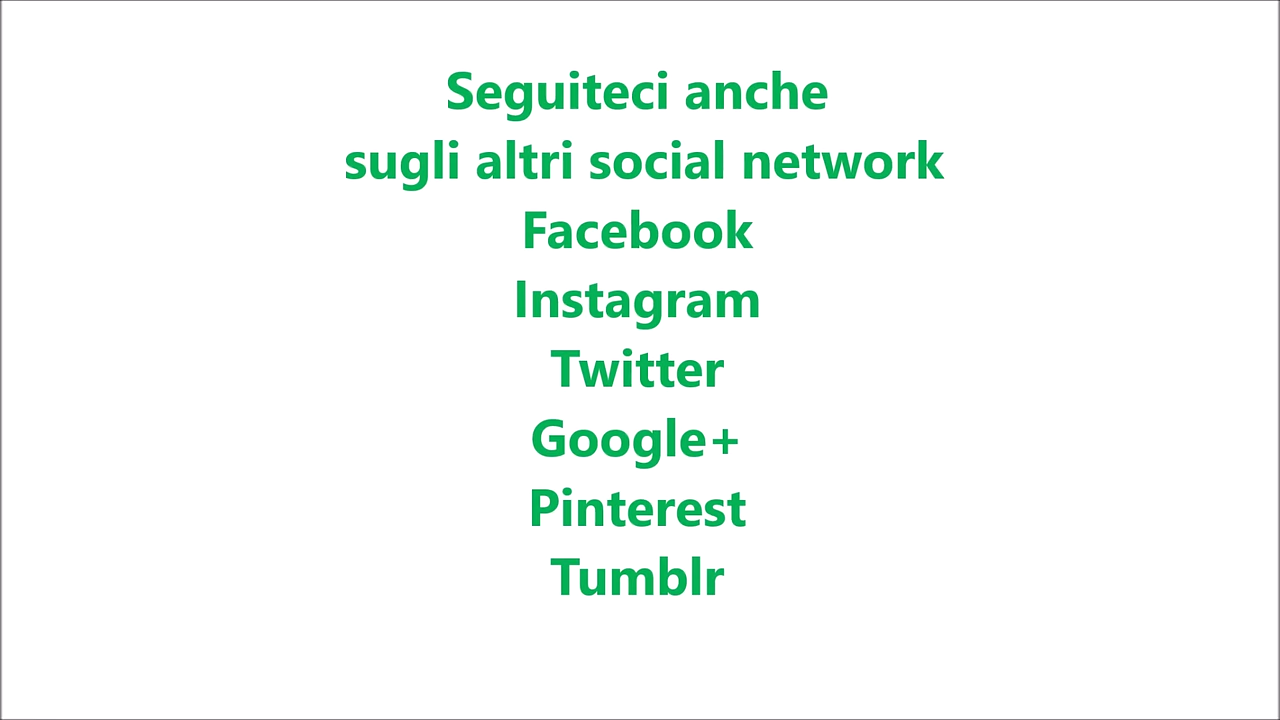 Seguiteci anche
sugli altri social network
Facebook
Instagram
Twitter
Google+
Pinterest
Tumblr